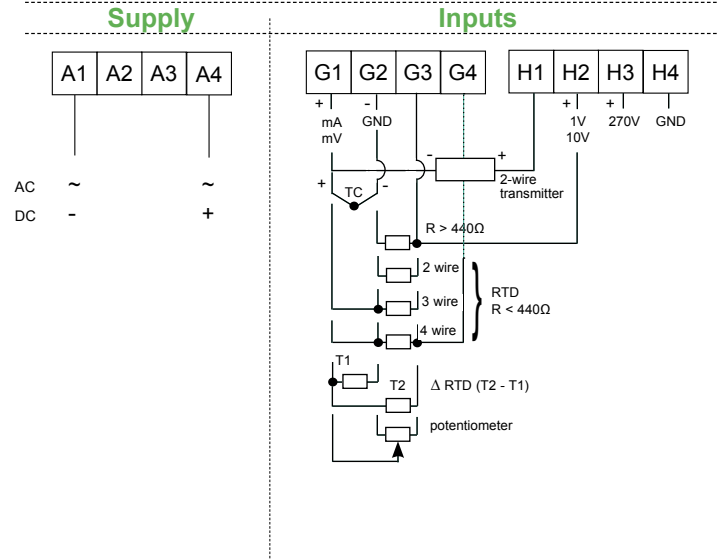 Supply
Inputs
A1 A2 A3 A4
G1 G2 G3 G4
H1 H2 H3 H4
+ - + +
mA GND 1V 270V GND
mV 10V
- +
2-wire
transmitter
AC ~ ~
DC - +
+ TC -
R > 440Ω
2 wire
3 wire
4 wire
RTD
R < 440Ω
T1
T2
Δ RTD (T2 - T1)
potentiometer